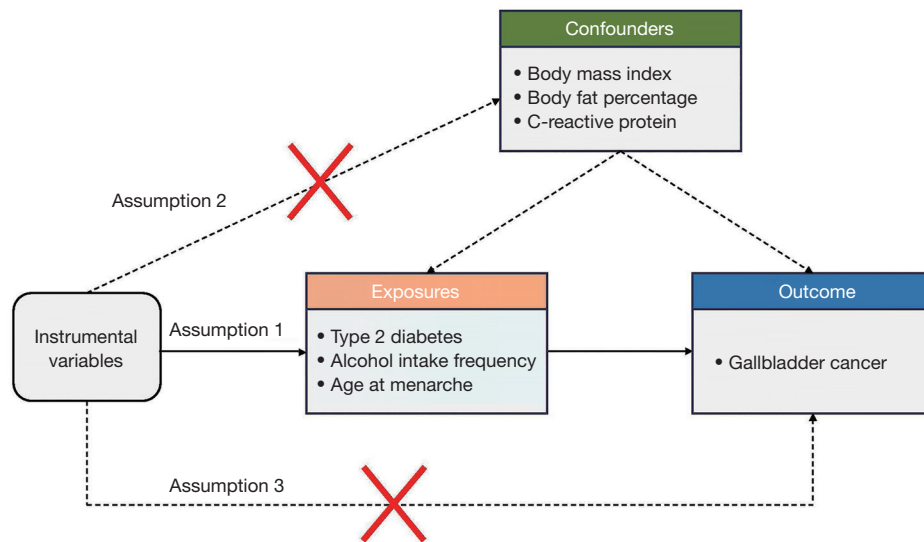 Confounders
• Body mass index
• Body fat percentage
• C-reactive protein
Assumption 2
Instrumental
variables
Assumption 1
Exposures
• Type 2 diabetes
• Alcohol intake frequency
• Age at menarche
Outcome
• Gallbladder cancer
Assumption 3